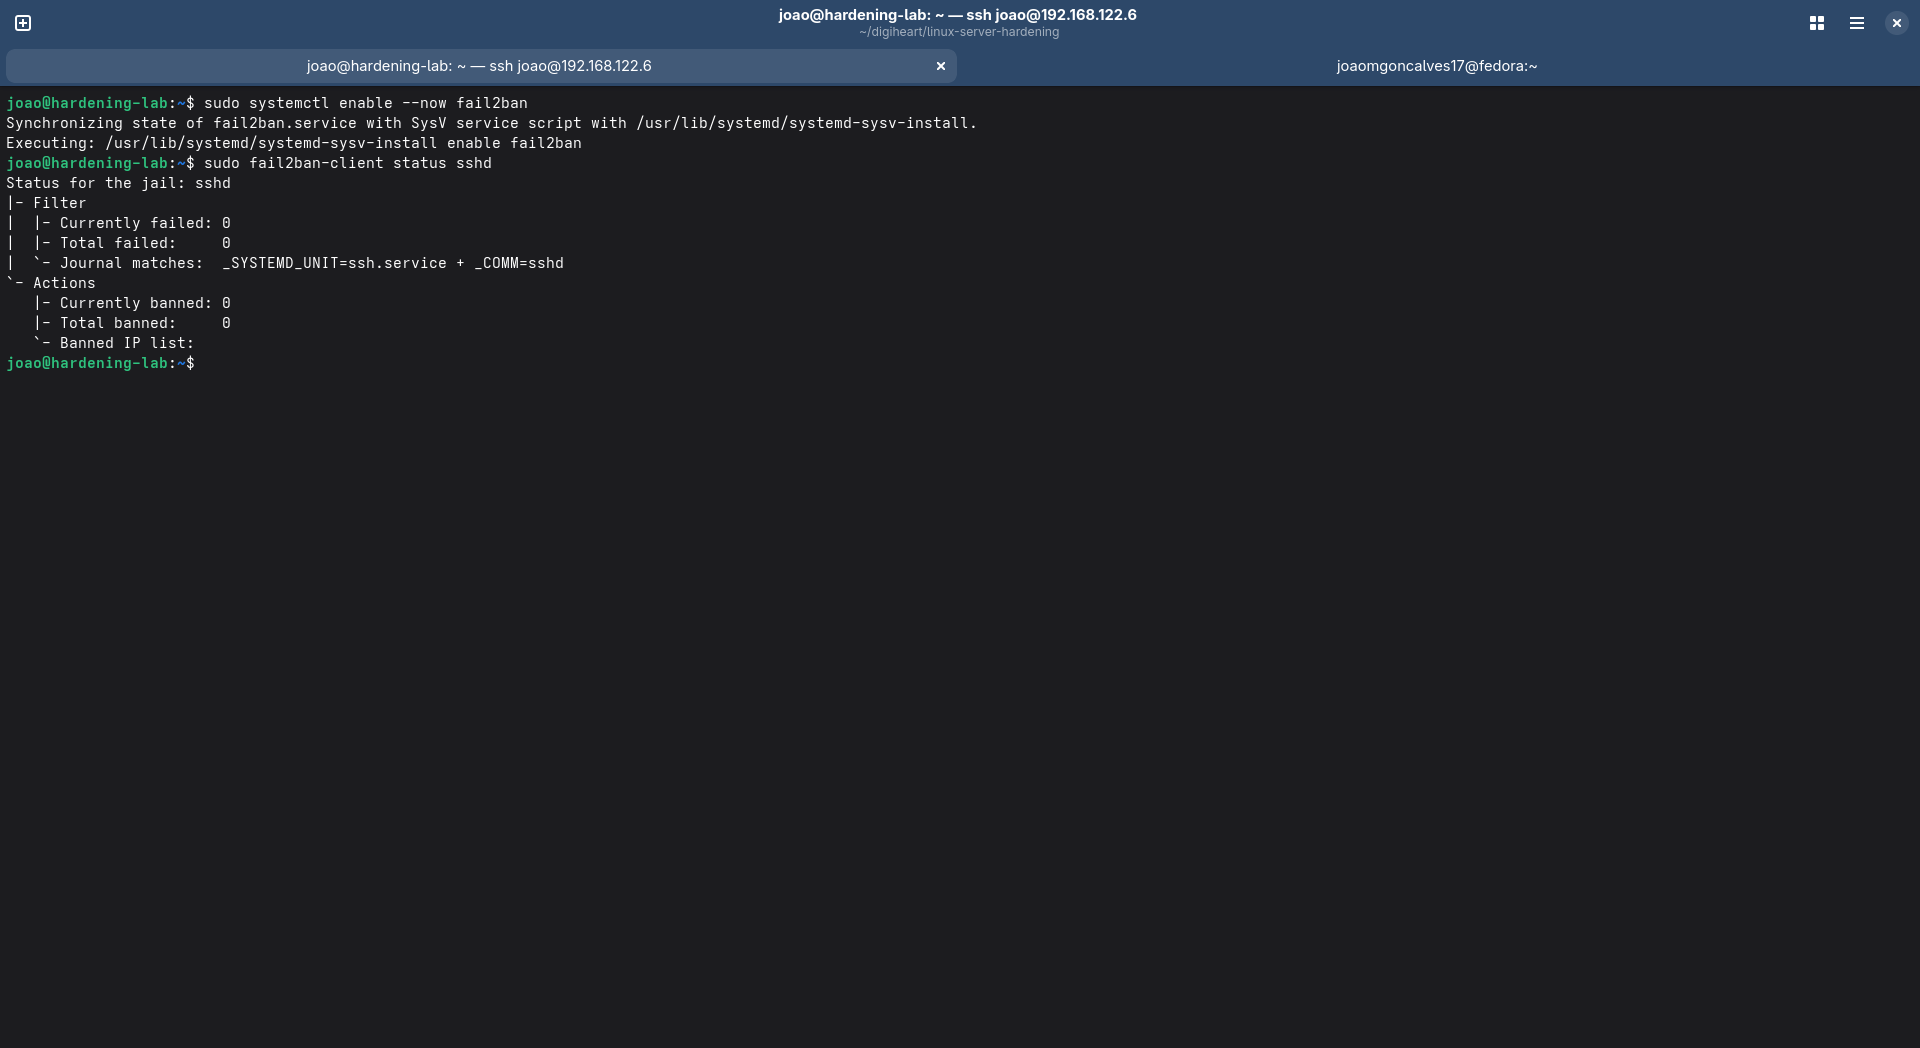 joao@hardening-lab: ~ — ssh joao@192.168.122.6
~/digiheart/linux-server-hardening
joao@hardening-lab: ~ — ssh joao@192.168.122.6
joaomgoncalves17@fedora:~
joao@hardening-lab:~$ sudo systemctl enable --now fail2ban
Synchronizing state of fail2ban.service with SysV service script with /usr/lib/systemd/systemd-sysv-install.
Executing: /usr/lib/systemd/systemd-sysv-install enable fail2ban
joao@hardening-lab:~$ sudo fail2ban-client status sshd
Status for the jail: sshd
|- Filter
|  |- Currently failed: 0
|  |- Total failed:     0
|  `- Journal matches:  _SYSTEMD_UNIT=ssh.service + _COMM=sshd
`- Actions
   |- Currently banned: 0
   |- Total banned:     0
   `- Banned IP list:
joao@hardening-lab:~$